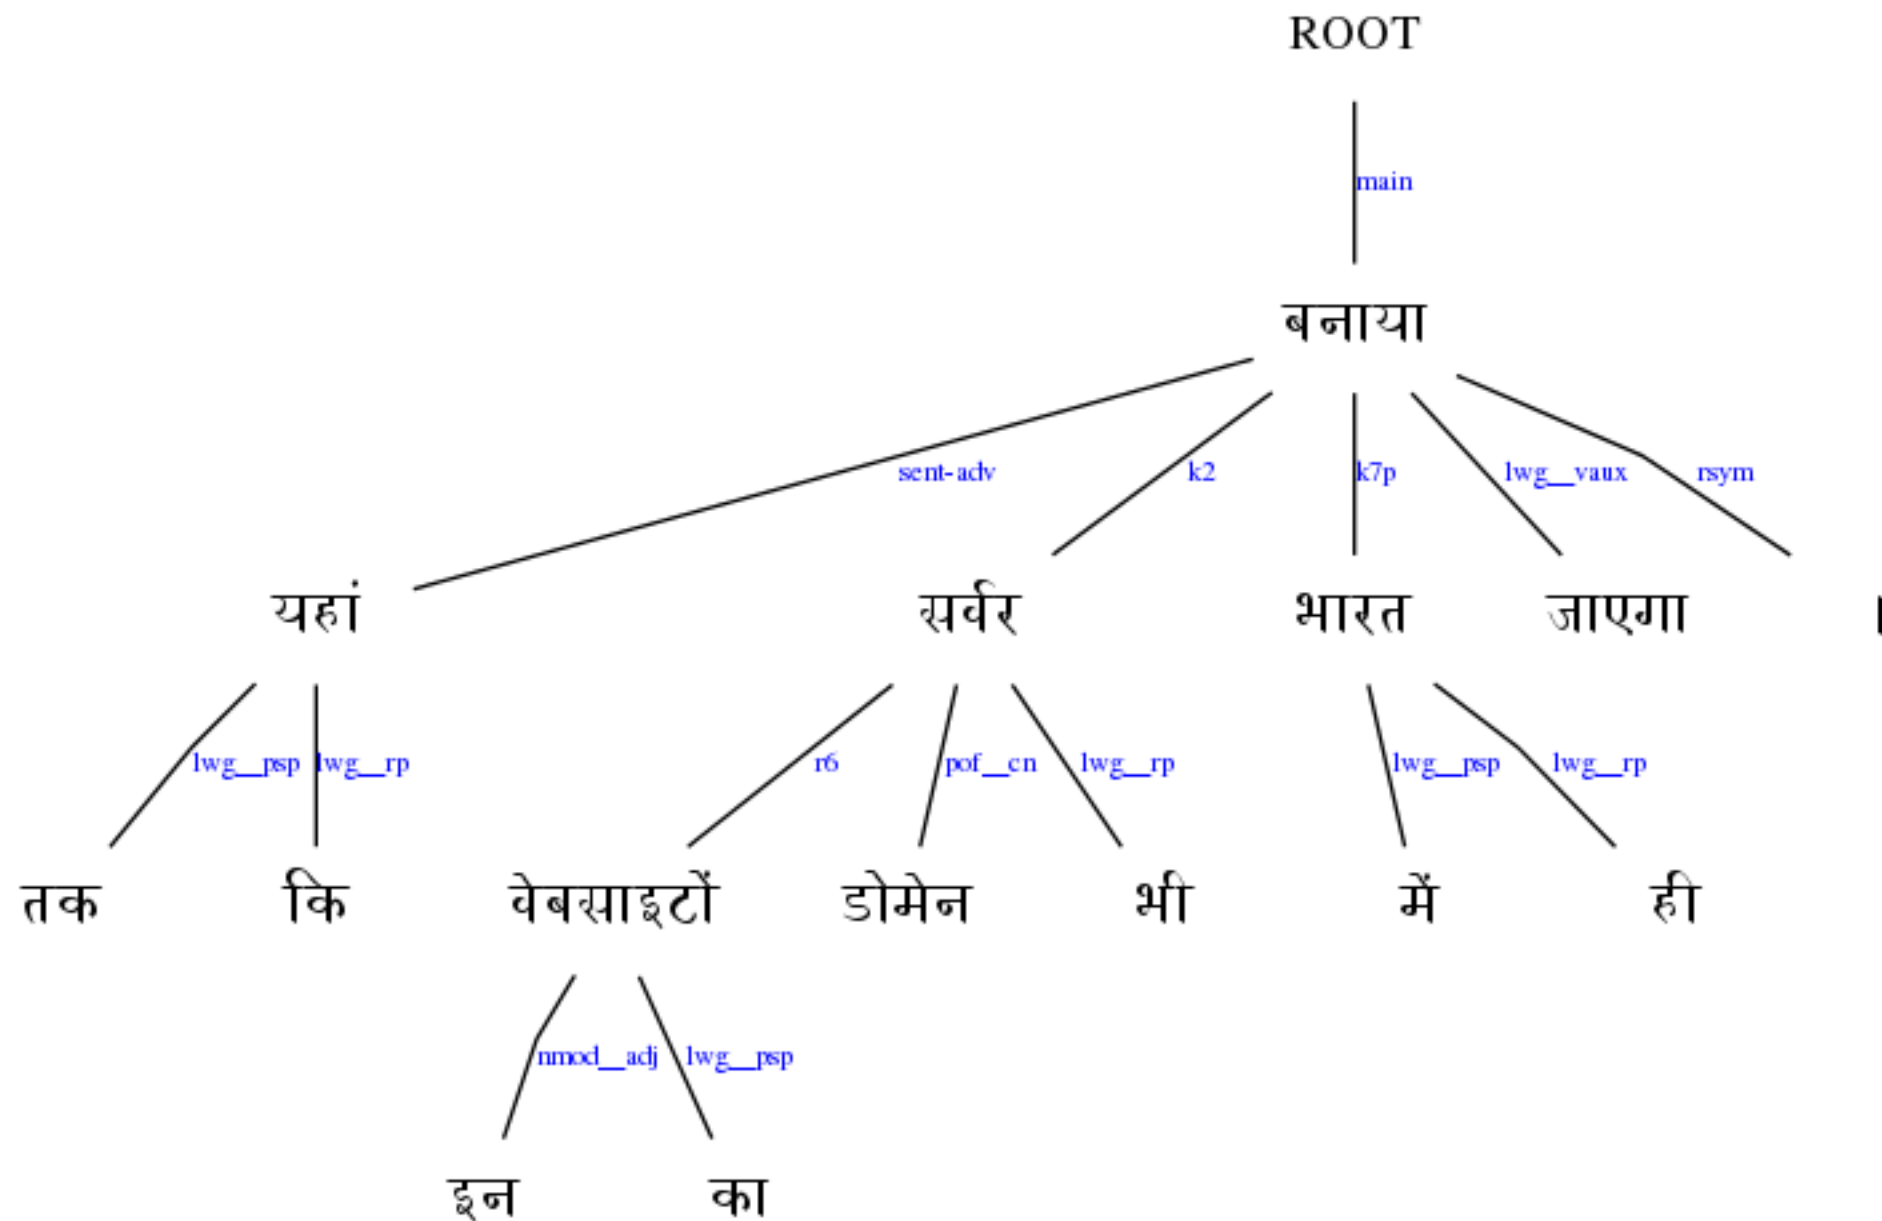 ROOT
main
बनाया
sent-adv k2 k7p lwg__vaux rsym
यहां सर्वर भारत जाएगा ।
lwg__psp lwg__rp r6 pof__cn lwg__rp lwg__psp lwg__rp
तक कि वेबसाइटों डोमेन भी में ही
nmod__adj lwg__psp
इन का